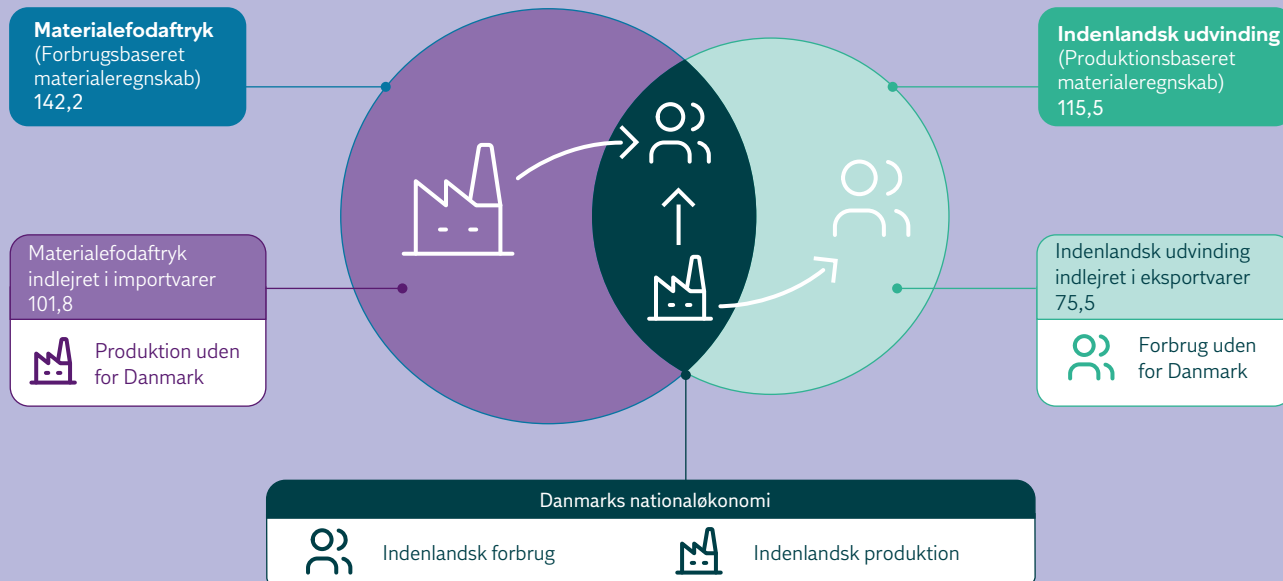 Materialefodaftryk
(Forbrugsbaseret
materialeregnskab)
142,2
Indenlandsk udvinding
(Produktionsbaseret
materialeregnskab)
115,5
Materialefodaftryk
indlejret i importvarer
101,8
Produktion uden
for Danmark
Indenlandsk udvinding
indlejret i eksportvarer
75,5
Forbrug uden
for Danmark
Danmarks nationaløkonomi
Indenlandsk forbrug
Indenlandsk produktion